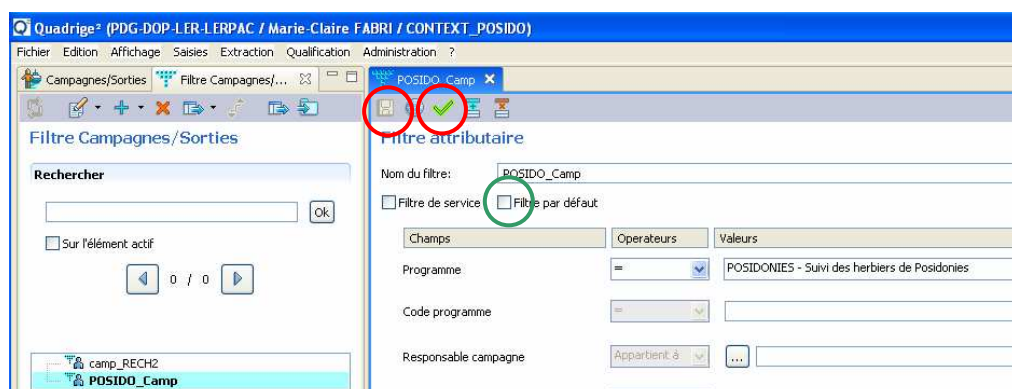 Quadrige² (PDG-DOP-LER-LERPAC / Marie-Claire FABRI / CONTEXT_POSIDO)
Fichier Edition Affichage Saisies Extraction Qualification Administration ?
Campagnes/Sorties Filtre Campagnes/... POSIDO_Camp
Filtre Campagnes/Sorties
Rechercher
Ok
Sur l'élément actif
0 / 0
camp_RECH2
POSIDO_Camp
Filtre attributaire
Nom du filtre: POSIDO_Camp
Filtre de service Filtre par défaut
Champs Operateurs Valeurs
Programme = POSIDONIES - Suivi des herbiers de Posidonies
Code programme =
Responsable campagne Appartient à ...